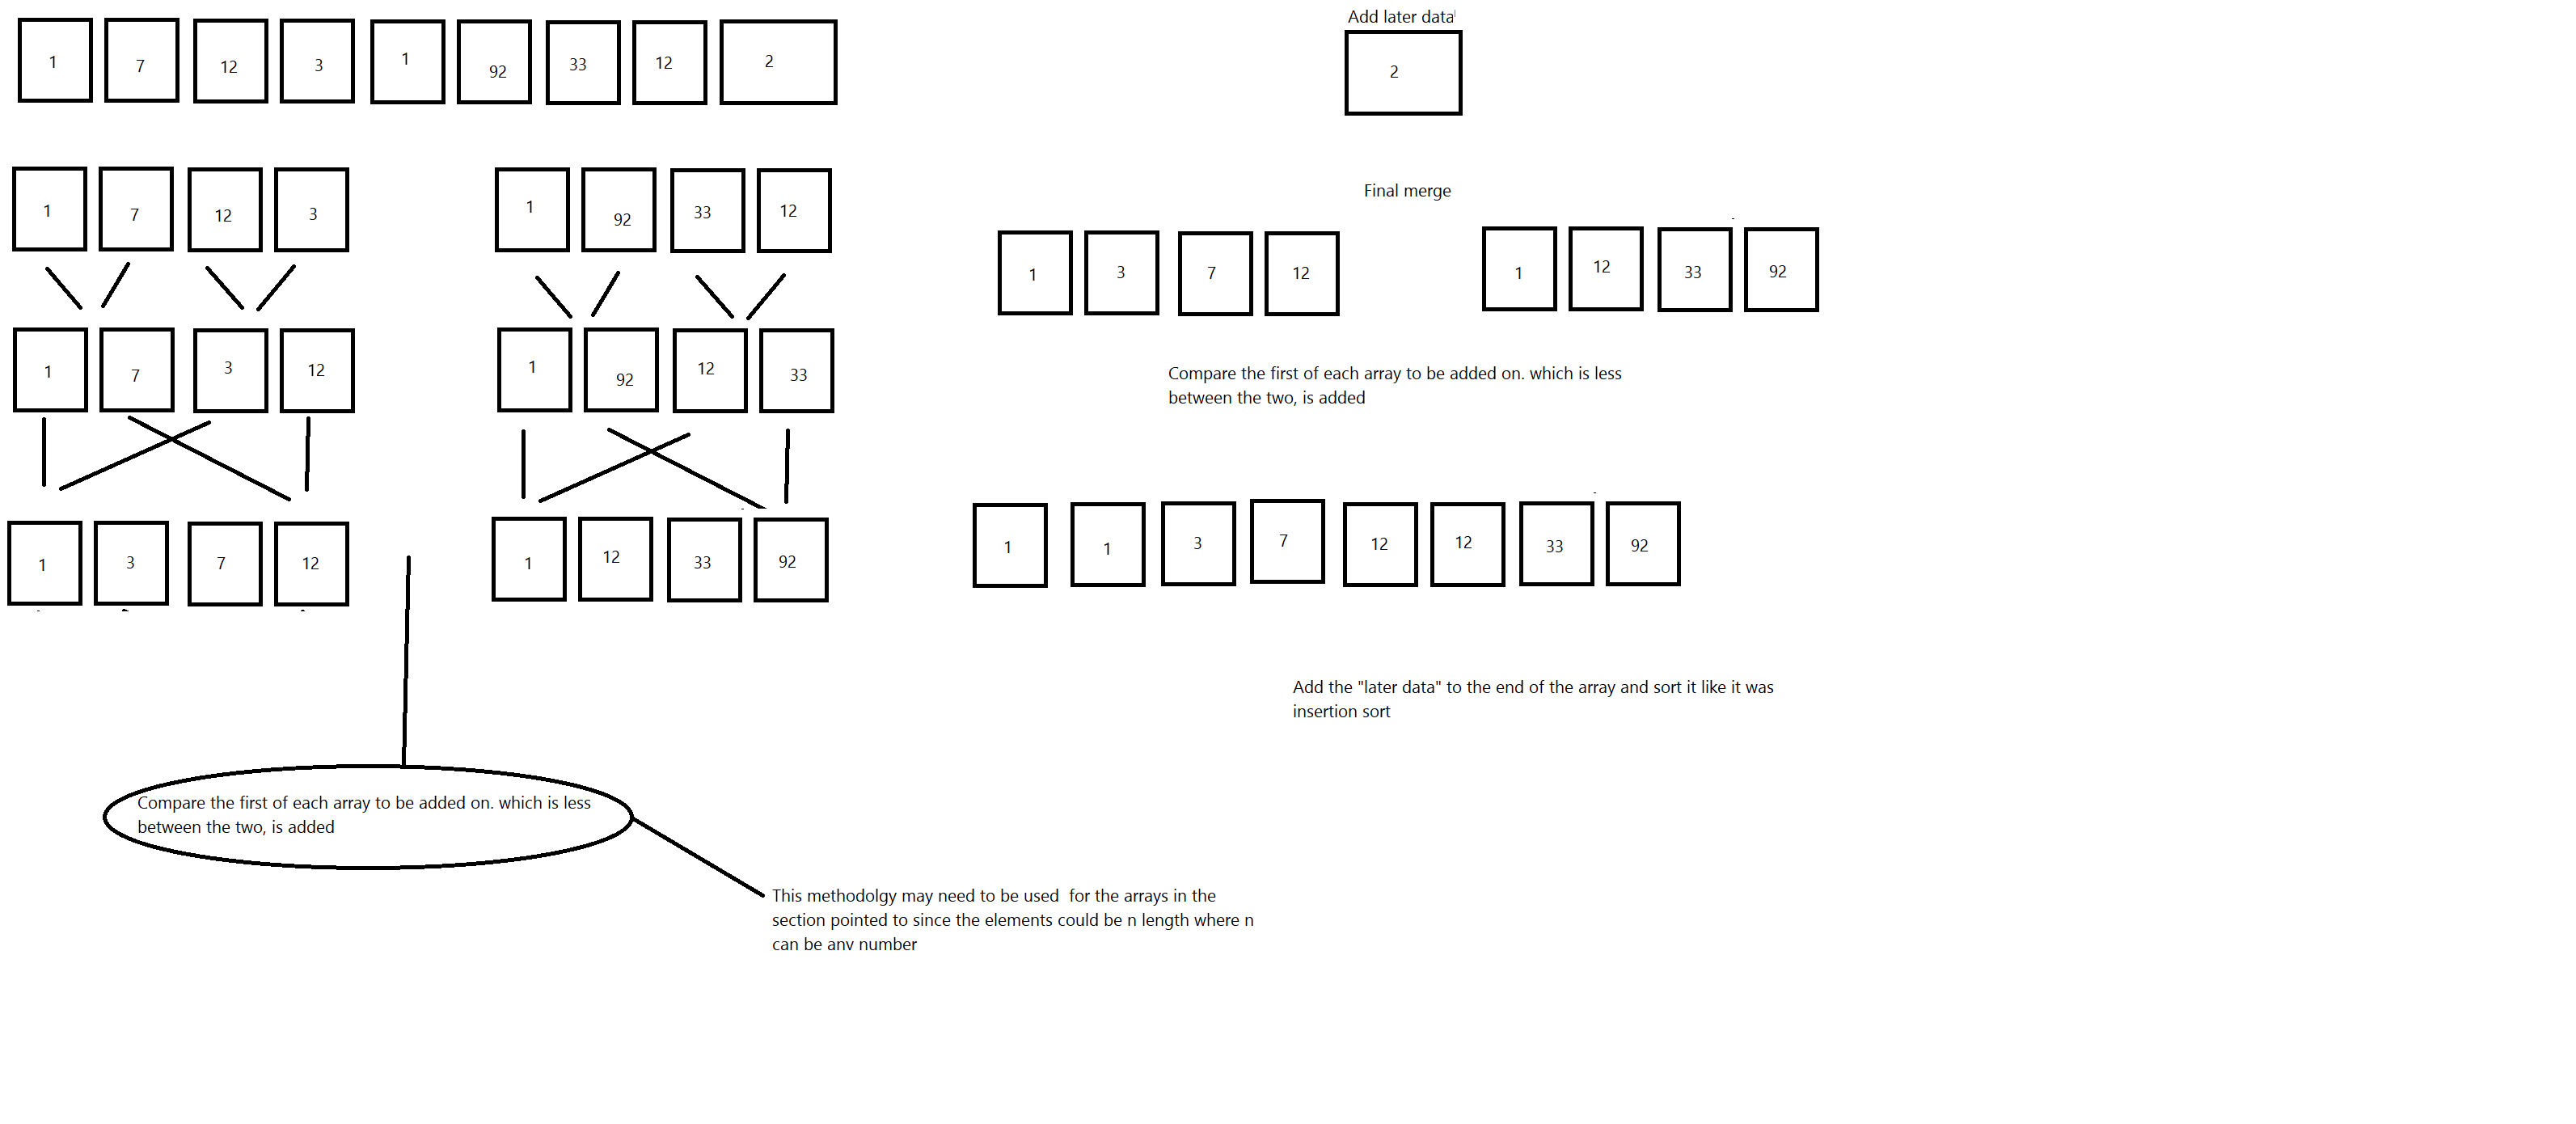 1 7 12 3 1 92 33 12 2
1 7 12 3 1 92 33 12
1 7 3 12 1 92 12 33
1 3 7 12 1 12 33 92
Compare the first of each array to be added on. which is less
between the two, is added
This methodolgy may need to be used for the arrays in the
section pointed to since the elements could be n length where n
can be any number
Add later data
2
Final merge
1 3 7 12 1 12 33 92
Compare the first of each array to be added on. which is less
between the two, is added
1 1 3 7 12 12 33 92
Add the "later data" to the end of the array and sort it like it was
insertion sort